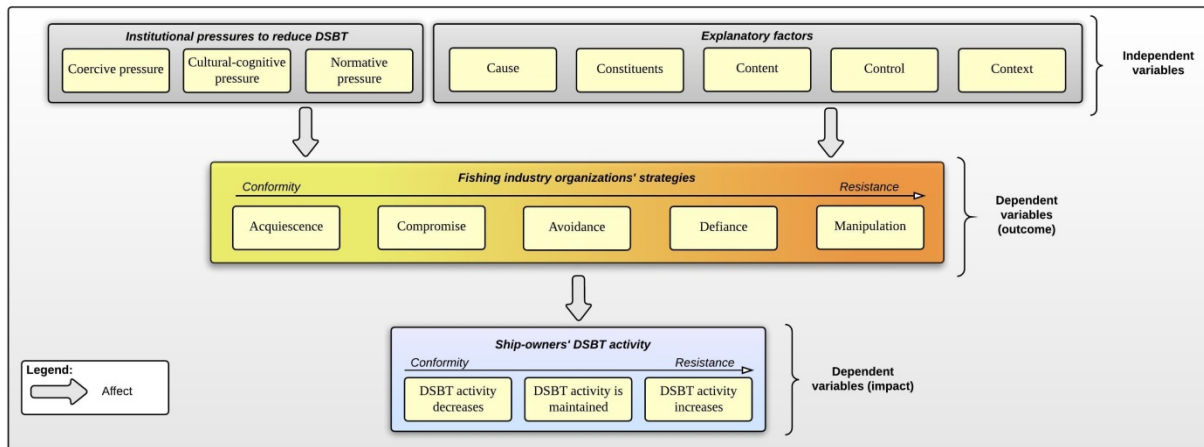 Institutional pressures to reduce DSBT
Explanatory factors
Coercive pressure
Cultural-cognitive
pressure
Normative
pressure
Cause
Constituents
Content
Control
Context
Independent
variables
Fishing industry organizations' strategies
Conformity
Resistance
Acquiescence
Compromise
Avoidance
Defiance
Manipulation
Dependent
variables
(outcome)
Ship-owners' DSBT activity
Conformity
Resistance
DSBT activity
decreases
DSBT activity is
maintained
DSBT activity
increases
Dependent
variables (impact)
Legend:
Affect